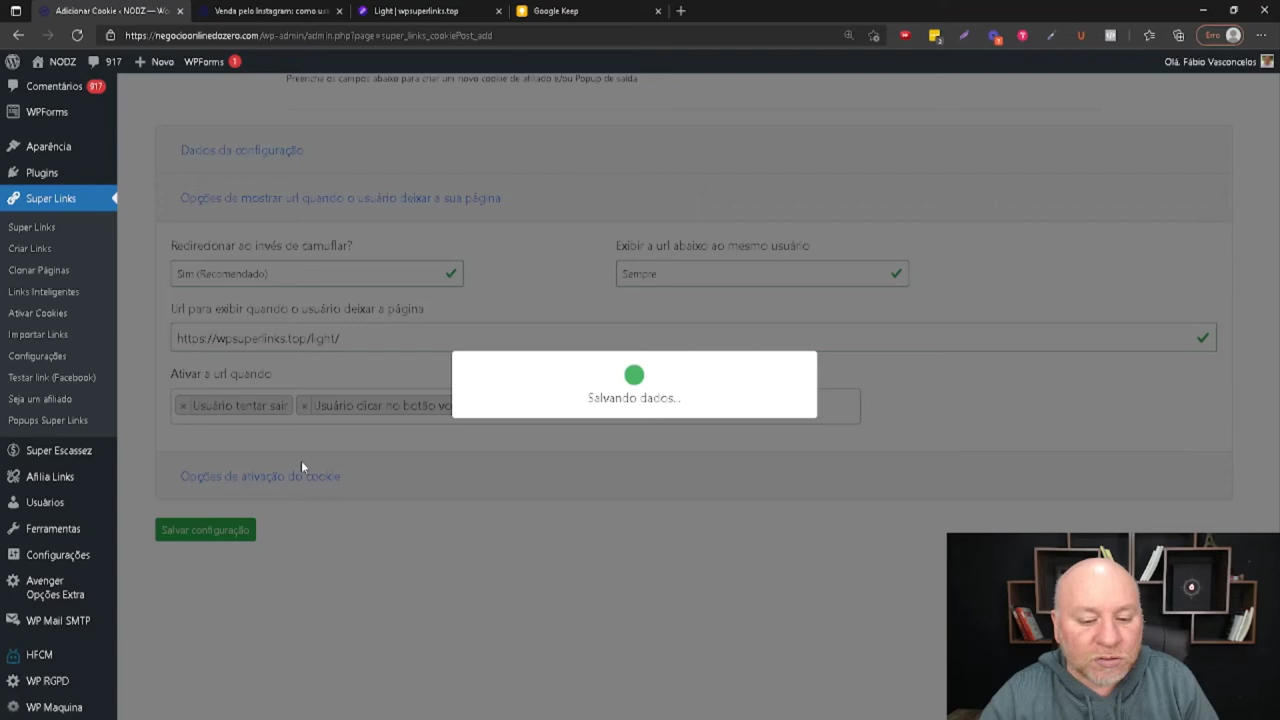 Adicionar Cookie ‹ NODZ — Wo
Venda pelo Instagram: como us
Light | wpsuperlinks.top
Google Keep
https://negocioonlinedozero.com/wp-admin/admin.php?page=super_links_cookiePost_add
Erro
NODZ
917
Novo
WPForms 1
Olá, Fábio Vasconcelos
Comentários 917
WPForms
Aparência
Plugins
Super Links
Super Links
Criar Links
Clonar Páginas
Links Inteligentes
Ativar Cookies
Importar Links
Configurações
Testar link (Facebook)
Seja um afiliado
Popups Super Links
Super Escassez
Afilia Links
Usuários
Ferramentas
Configurações
Avenger
Opções Extra
WP Mail SMTP
HFCM
WP RGPD
WP Maquina
Preencha os campos abaixo para criar um novo cookie de afiliado e/ou Popup de saída
Dados da configuração
Opções de mostrar url quando o usuário deixar a sua página
Redirecionar ao invés de camuflar?
Exibir a url abaixo ao mesmo usuário
Sim (Recomendado)
Sempre
Url para exibir quando o usuário deixar a página
https://wpsuperlinks.top/light/
Ativar a url quando
× Usuário tentar sair
× Usuário clicar no botão vo
Salvando dados...
Opções de ativação do cookie
Salvar configuração